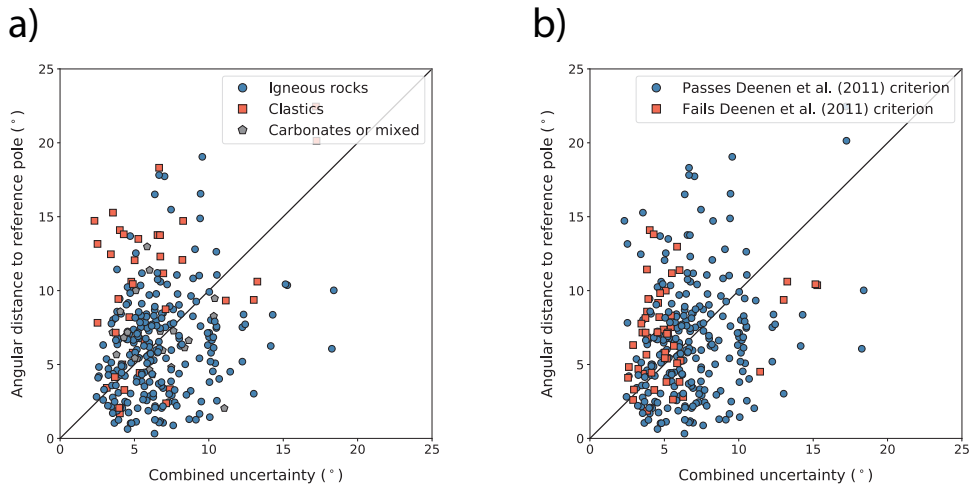 a)
b)
25
20
15
10
5
0
Angular distance to reference pole (°)
Igneous rocks
Clastics
Carbonates or mixed
0 5 10 15 20 25
Combined uncertainty (°)
25
20
15
10
5
0
Angular distance to reference pole (°)
Passes Deenen et al. (2011) criterion
Fails Deenen et al. (2011) criterion
0 5 10 15 20 25
Combined uncertainty (°)